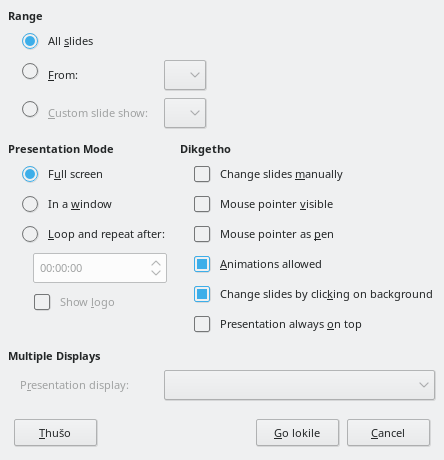 Range
All slides
From:
Custom slide show:
Presentation Mode
Full screen
In a window
Loop and repeat after:
00:00:00
Show logo
Dikgetho
Change slides manually
Mouse pointer visible
Mouse pointer as pen
Animations allowed
Change slides by clicking on background
Presentation always on top
Multiple Displays
Presentation display:
Thušo
Go lokile
Cancel